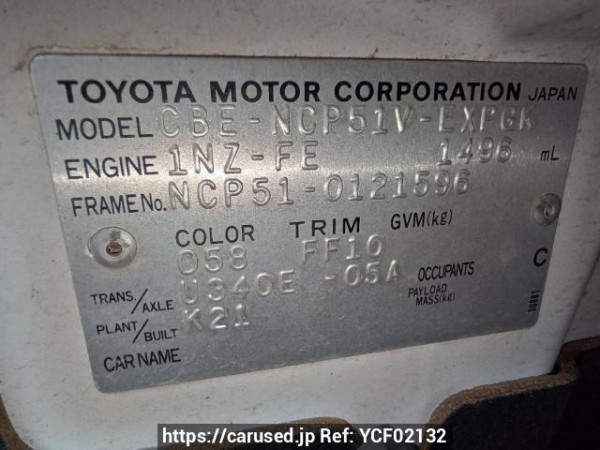 TOYOTA MOTOR CORPORATION JAPAN
MODEL CBE-NCP51V-EXPGK
ENGINE 1NZ-FE 1496 mL
FRAME No. NCP51-0121596
COLOR TRIM GVM(kg)
058 FF10
C
TRANS./AXLE U340E -05A OCCUPANTS
PAYLOAD MASS(kg)
PLANT/BUILT K21
CAR NAME
https://carused.jp Ref: YCF02132